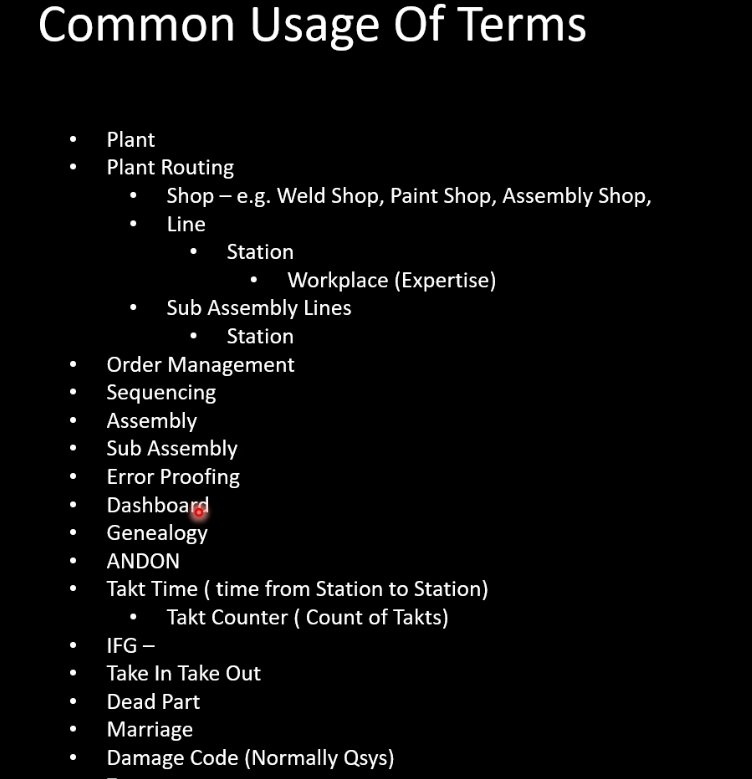 Common Usage Of Terms
• Plant
• Plant Routing
• Shop – e.g. Weld Shop, Paint Shop, Assembly Shop,
• Line
• Station
• Workplace (Expertise)
• Sub Assembly Lines
• Station
• Order Management
• Sequencing
• Assembly
• Sub Assembly
• Error Proofing
• Dashboard
• Genealogy
• ANDON
• Takt Time ( time from Station to Station)
• Takt Counter ( Count of Takts)
• IFG –
• Take In Take Out
• Dead Part
• Marriage
• Damage Code (Normally Qsys)